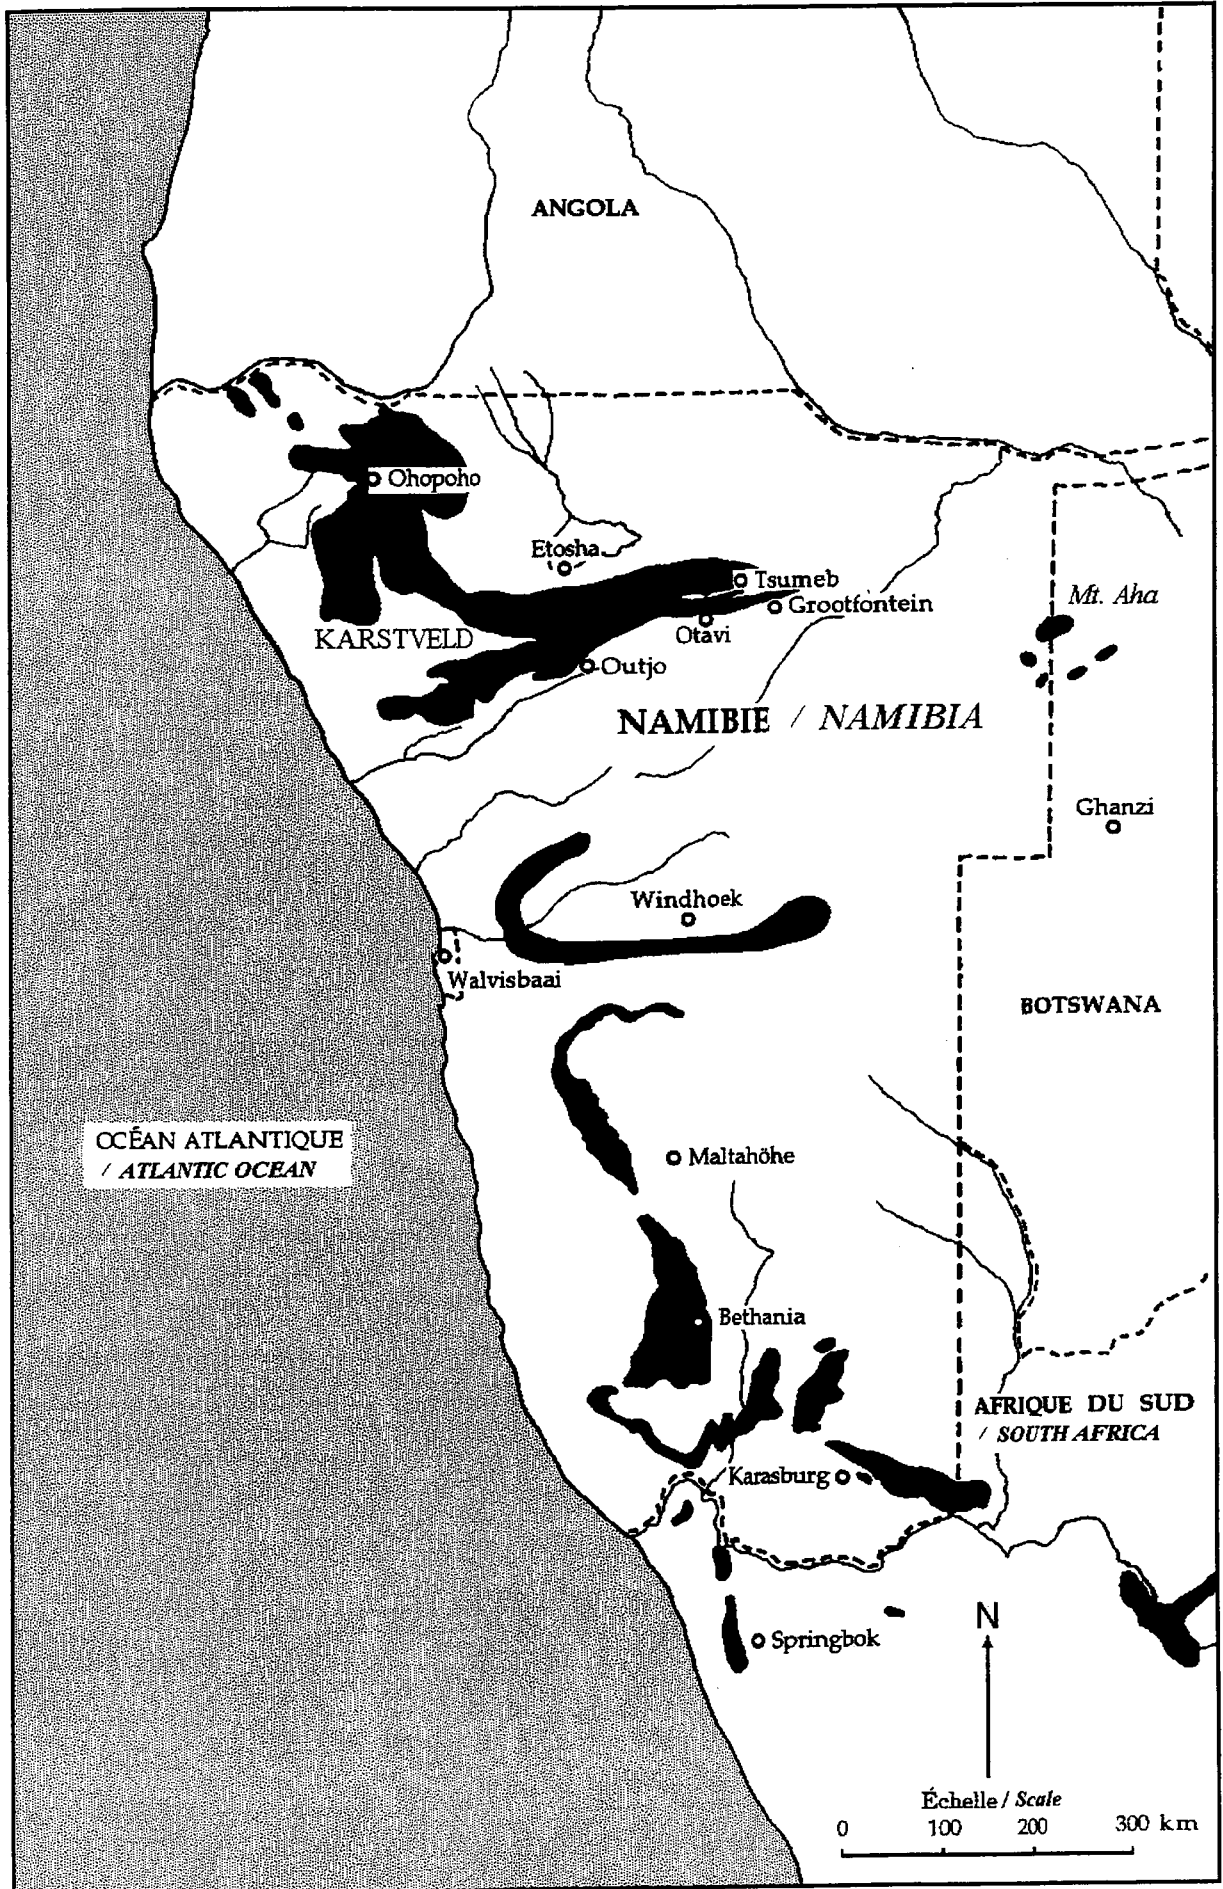 ANGOLA
Ohopoho
Etosha
Tsumeb
Grootfontein
Mt. Aha
Otavi
KARSTVELD
Outjo
NAMIBIE / NAMIBIA
Ghanzi
Windhoek
Walvisbaai
BOTSWANA
OCÉAN ATLANTIQUE
/ ATLANTIC OCEAN
Maltahöhe
Bethania
AFRIQUE DU SUD
/ SOUTH AFRICA
Karasburg
N
Springbok
Échelle / Scale
0 100 200 300 km